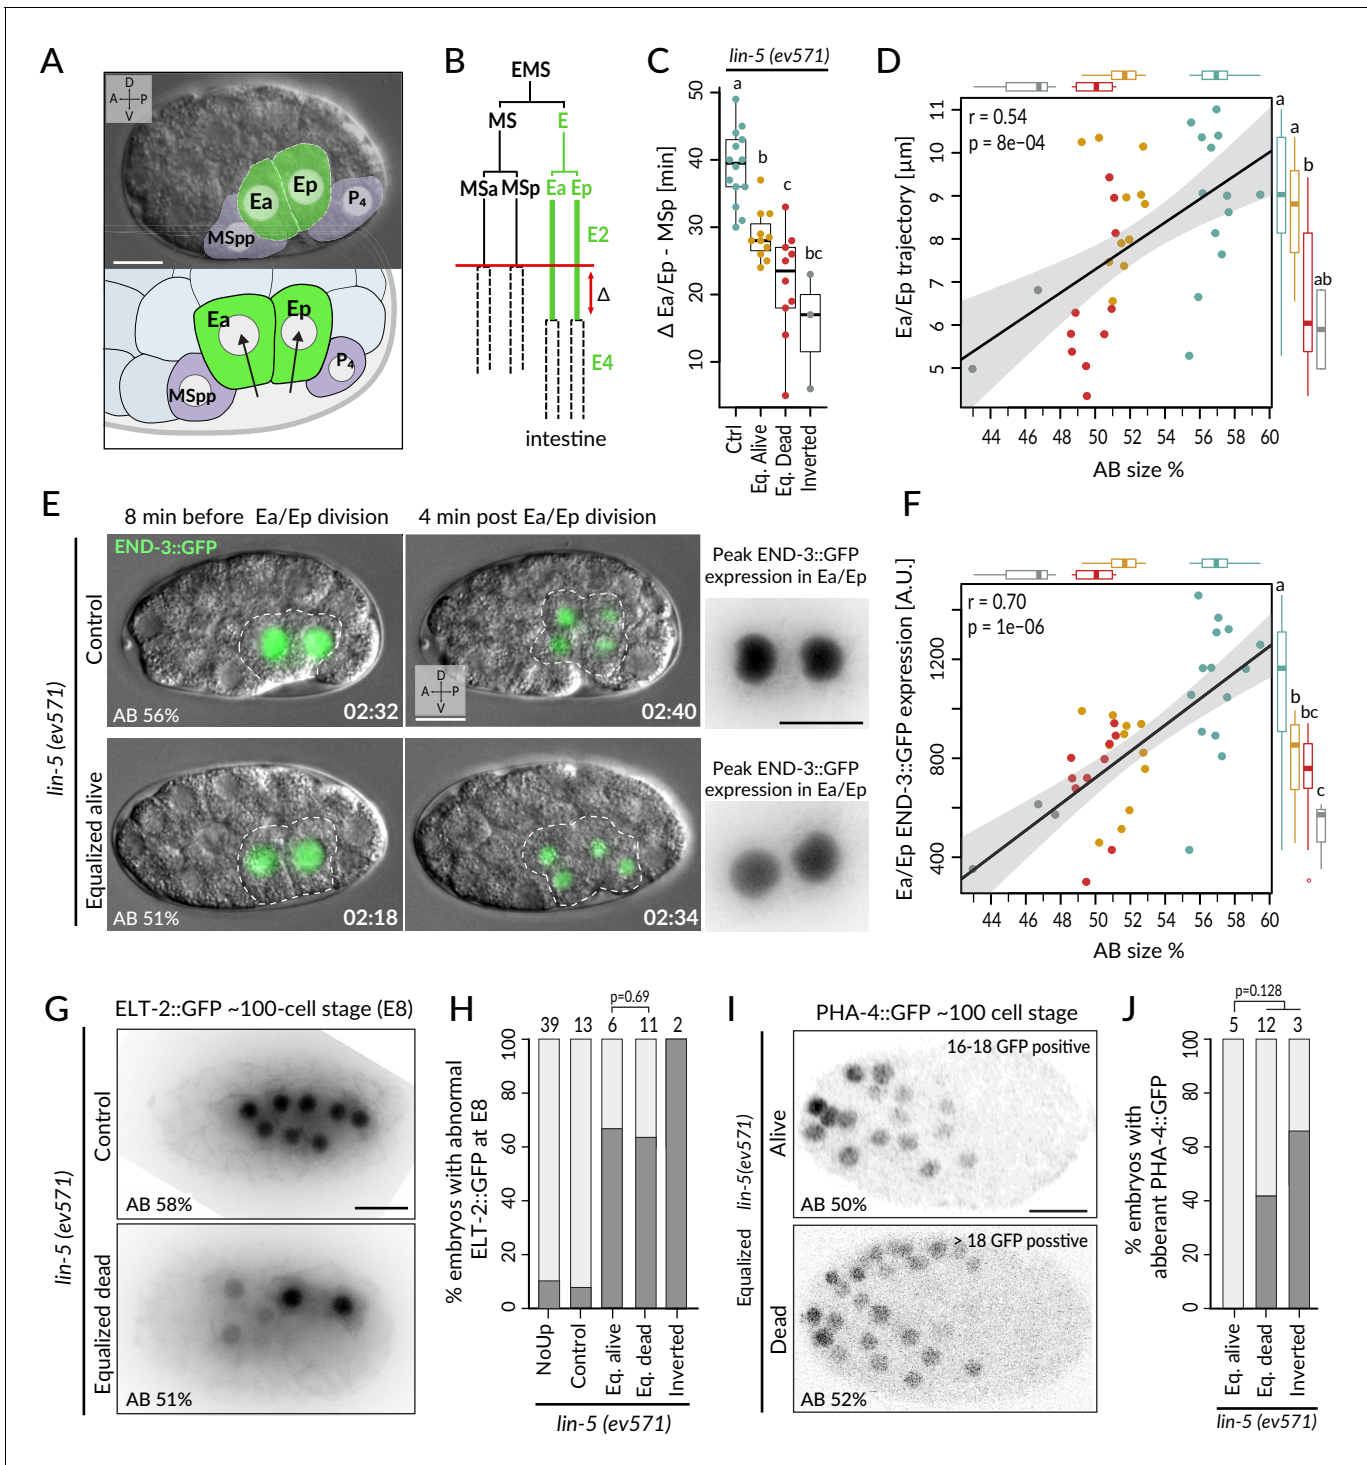 A
D
A P
V
Ea
Ep
MSpp
P4
Ea
Ep
MSpp
P4
B
EMS
MS
E
MSa
MSp
Ea
Ep
E2
Δ
E4
intestine
C
lin-5 (ev571)
Δ Ea/Ep - MSp [min]
50
40
30
20
10
a
b
c
bc
Ctrl
Eq. Alive
Eq. Dead
Inverted
D
r = 0.54
p = 8e−04
Ea/Ep trajectory [μm]
11
10
9
8
7
6
5
a
a
b
ab
44
46
48
50
52
54
56
58
60
AB size %
E
8 min before Ea/Ep division
4 min post Ea/Ep division
lin-5 (ev571)
Control
END-3::GFP
AB 56%
02:32
D
A P
V
02:40
Peak END-3::GFP
expression in Ea/Ep
Equalized alive
AB 51%
02:18
02:34
Peak END-3::GFP
expression in Ea/Ep
F
r = 0.70
p = 1e−06
Ea/Ep END-3::GFP expression [A.U.]
1200
800
400
a
b
bc
c
44
46
48
50
52
54
56
58
60
AB size %
G
ELT-2::GFP ~100-cell stage (E8)
lin-5 (ev571)
Control
AB 58%
Equalized dead
AB 51%
H
p=0.69
39
13
6
11
2
% embryos with abnormal
ELT-2::GFP at E8
100
80
60
40
20
0
NoUp
Control
Eq. alive
Eq. dead
Inverted
lin-5 (ev571)
I
PHA-4::GFP ~100 cell stage
Equalized lin-5(ev571)
Alive
16-18 GFP positive
AB 50%
Dead
> 18 GFP posstive
AB 52%
J
p=0.128
5
12
3
% embryos with
abberant PHA-4::GFP
100
80
60
40
20
0
Eq. alive
Eq. dead
Inverted
lin-5 (ev571)